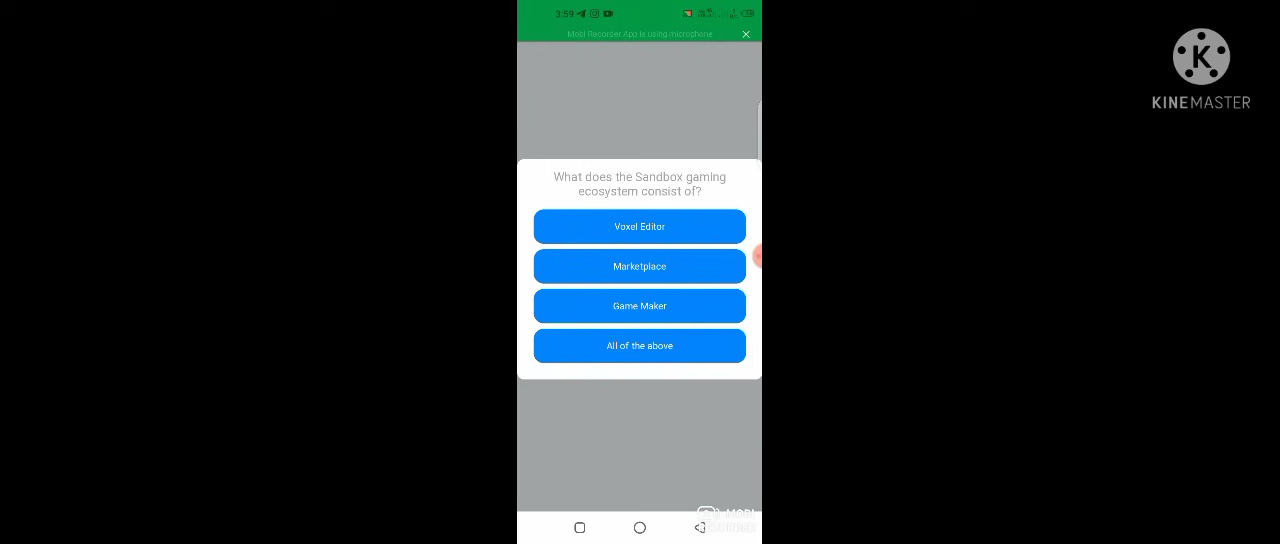 3:59
Mobi Recorder App is using microphone
K
KINEMASTER
What does the Sandbox gaming
ecosystem consist of?
Voxel Editor
Marketplace
Game Maker
All of the above
MOBI